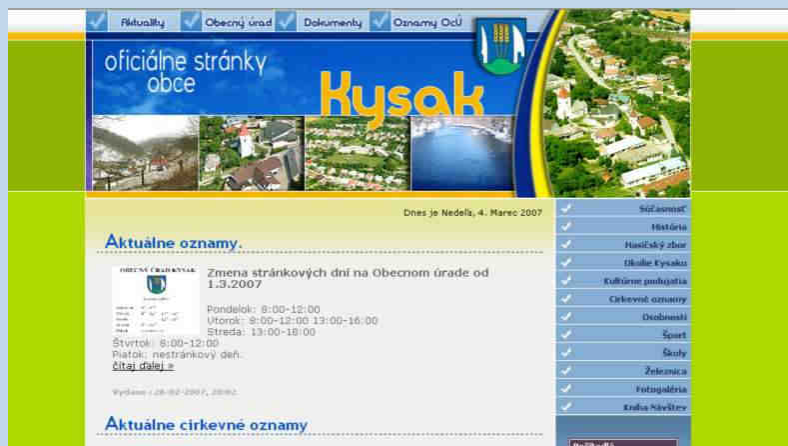 Aktuality Obecný úrad Dokumenty Oznamy OcÚ
oficiálne stránky
obce
Kysak
Dnes je Nedeľa, 4. Marec 2007
Aktuálne oznamy.
OBECNÝ ÚRAD KYSAK
Zmena stránkových dní na Obecnom úrade od
1.3.2007
Pondelok: 8:00-12:00
Utorok: 8:00-12:00 13:00-16:00
Streda: 13:00-18:00
Štvrtok: 8:00-12:00
Piatok: nestránkový deň.
čítaj ďalej »
Vydane : 28-02-2007, 20:02
Aktuálne cirkevné oznamy
Súčasnosť
História
Hasičský zbor
Okolie Kysaku
Kultúrne podujatia
Cirkevné oznamy
Osobnosti
Šport
Školy
Železnica
Fotogaléria
Kniha Návštev